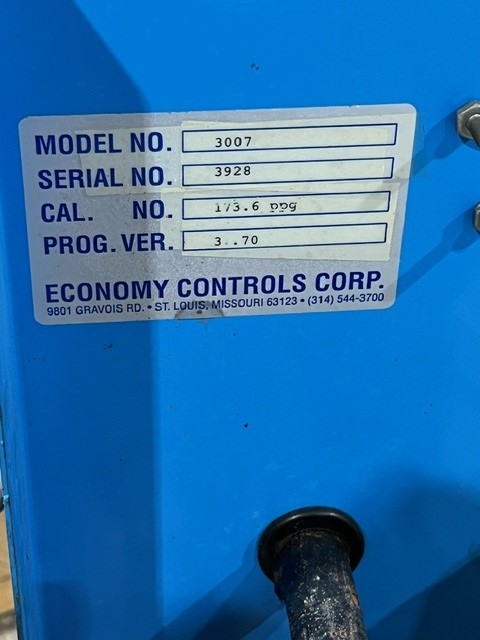 MODEL NO. 3007
SERIAL NO. 3928
CAL. NO. 173.6 ppg
PROG. VER. 3..70
ECONOMY CONTROLS CORP.
9801 GRAVOIS RD. • ST. LOUIS, MISSOURI 63123 • (314) 544-3700